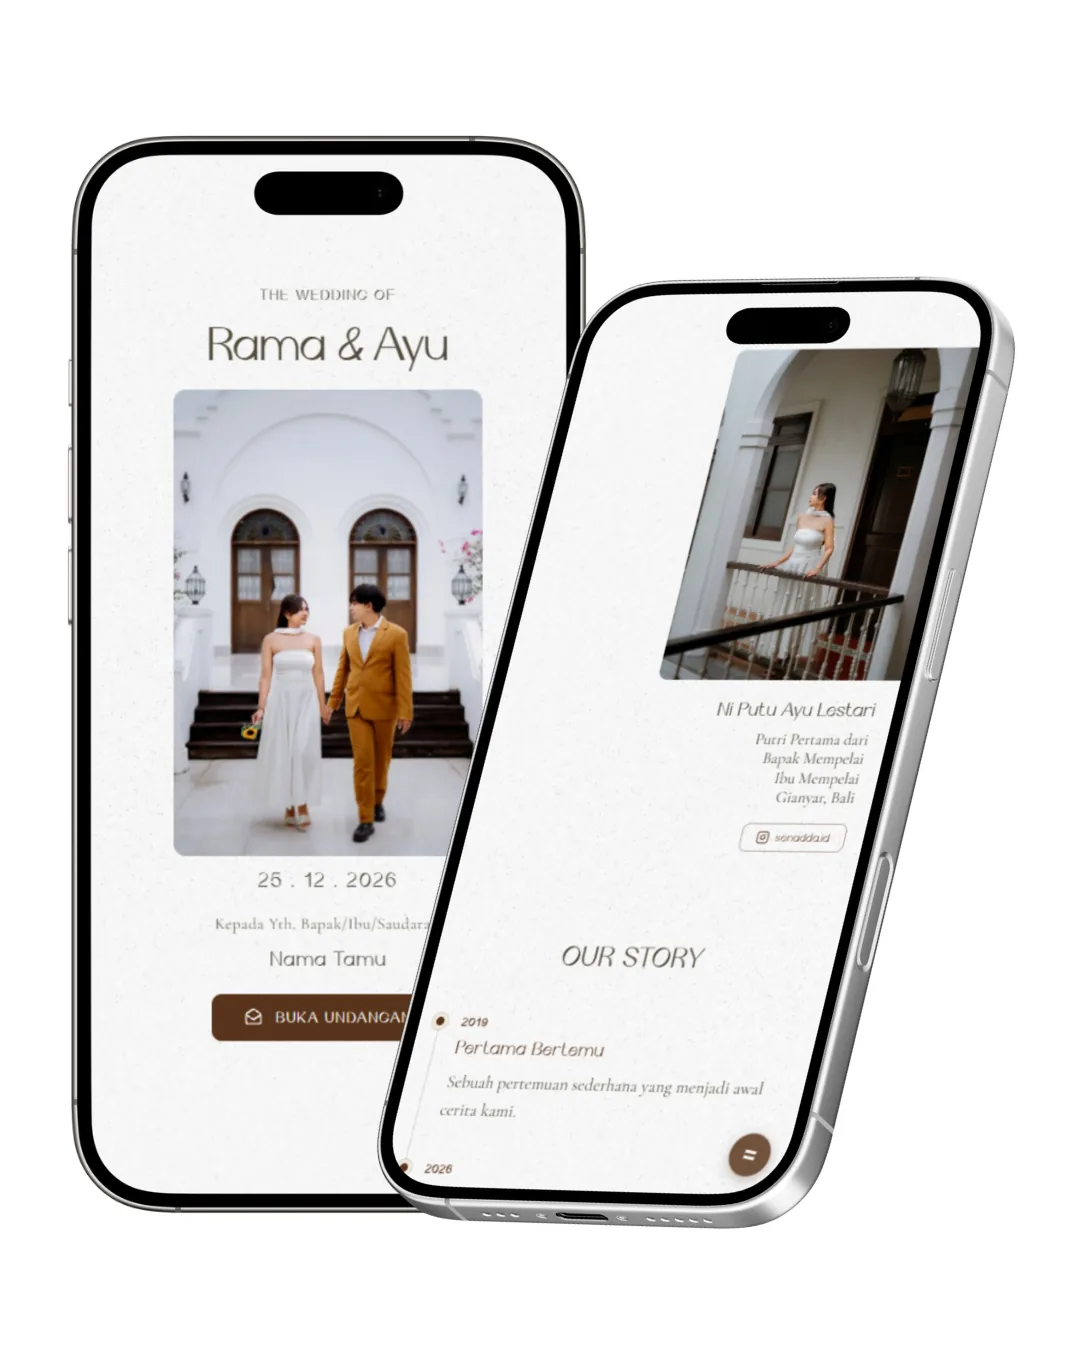 THE WEDDING OF
Rama & Ayu
25 . 12 . 2026
Kepada Yth. Bapak/Ibu/Saudara
Nama Tamu
BUKA UNDANGAN
Ni Putu Ayu Lestari
Putri Pertama dari
Bapak Mempelai
Ibu Mempelai
Gianyar, Bali
senadda.id
OUR STORY
2019
Pertama Bertemu
Sebuah pertemuan sederhana yang menjadi awal
cerita kami.
2026